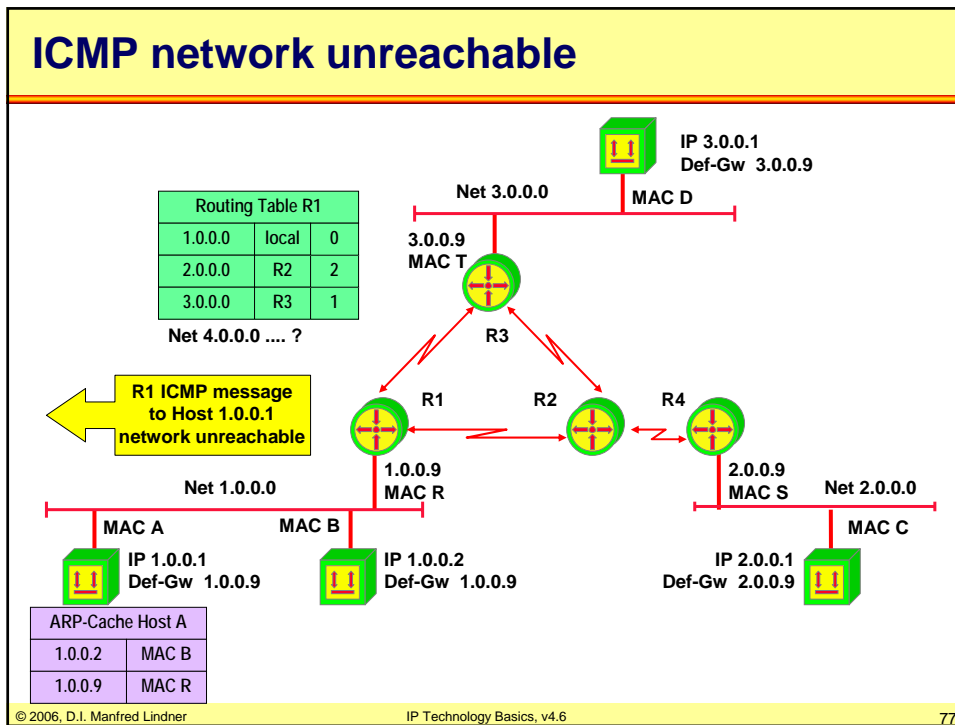 ICMP network unreachable
IP 3.0.0.1
Def-Gw 3.0.0.9
Net 3.0.0.0
MAC D
Routing Table R1
1.0.0.0 local 0
2.0.0.0 R2 2
3.0.0.0 R3 1
3.0.0.9
MAC T
Net 4.0.0.0 .... ?
R3
R1 ICMP message
to Host 1.0.0.1
network unreachable
R1
R2
R4
1.0.0.9
MAC R
2.0.0.9
MAC S
Net 1.0.0.0
Net 2.0.0.0
MAC A
MAC B
MAC C
IP 1.0.0.1
Def-Gw 1.0.0.9
IP 1.0.0.2
Def-Gw 1.0.0.9
IP 2.0.0.1
Def-Gw 2.0.0.9
ARP-Cache Host A
1.0.0.2 MAC B
1.0.0.9 MAC R
© 2006, D.I. Manfred Lindner
IP Technology Basics, v4.6
77